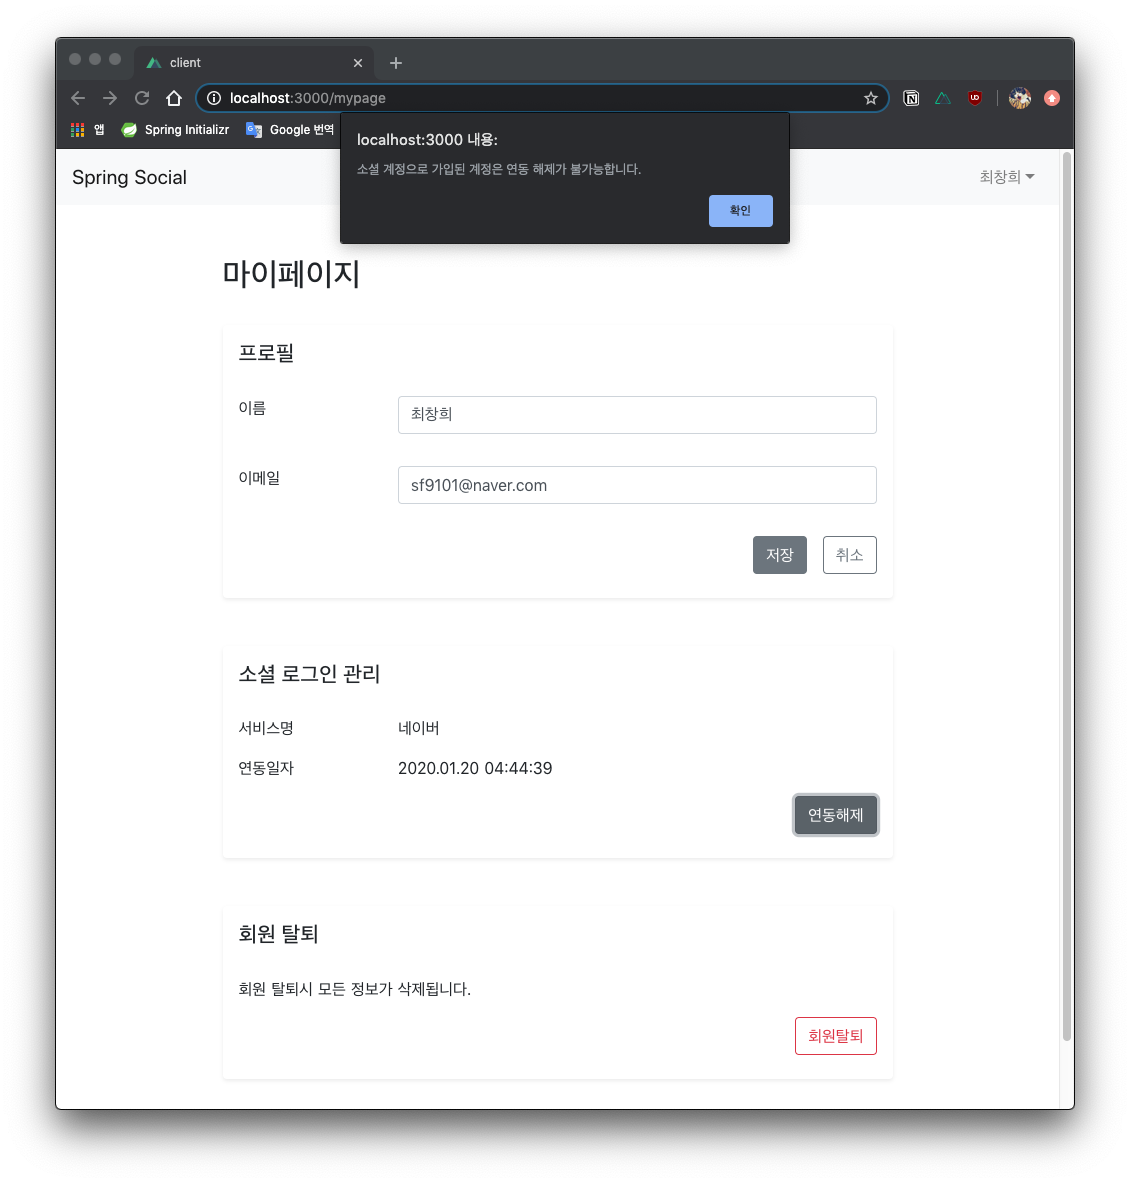 client
localhost:3000/mypage
앱 Spring Initializr Google 번역
localhost:3000 내용:
소셜 계정으로 가입된 계정은 연동 해제가 불가능합니다.
확인
Spring Social
최창희
마이페이지
프로필
이름
최창희
이메일
sf9101@naver.com
저장 취소
소셜 로그인 관리
서비스명 네이버
연동일자 2020.01.20 04:44:39
연동해제
회원 탈퇴
회원 탈퇴시 모든 정보가 삭제됩니다.
회원탈퇴